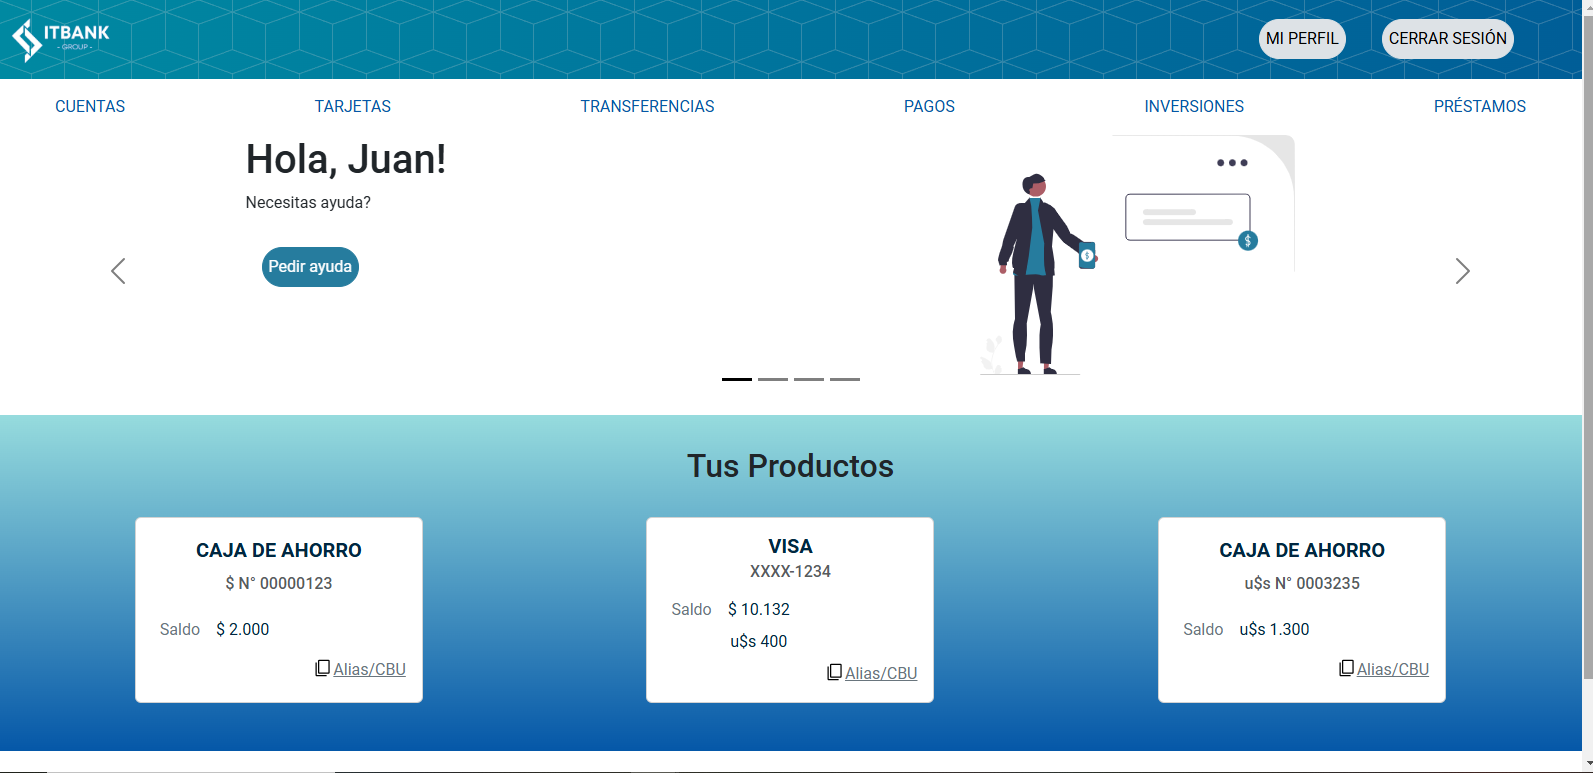 ITBANK
- GROUP -
MI PERFIL
CERRAR SESIÓN
CUENTAS
TARJETAS
TRANSFERENCIAS
PAGOS
INVERSIONES
PRÉSTAMOS
Hola, Juan!
Necesitas ayuda?
Pedir ayuda
$
$
Tus Productos
CAJA DE AHORRO
$ N° 00000123
Saldo $ 2.000
Alias/CBU
VISA
XXXX-1234
Saldo $ 10.132
u$s 400
Alias/CBU
CAJA DE AHORRO
u$s N° 0003235
Saldo u$s 1.300
Alias/CBU